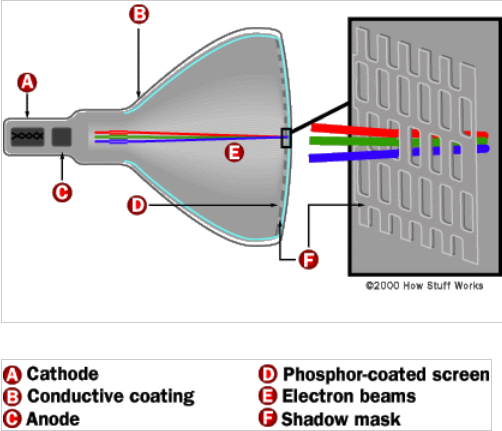 B
A
E
C
D
F
©2000 How Stuff Works
A Cathode
B Conductive coating
C Anode
D Phosphor-coated screen
E Electron beams
F Shadow mask